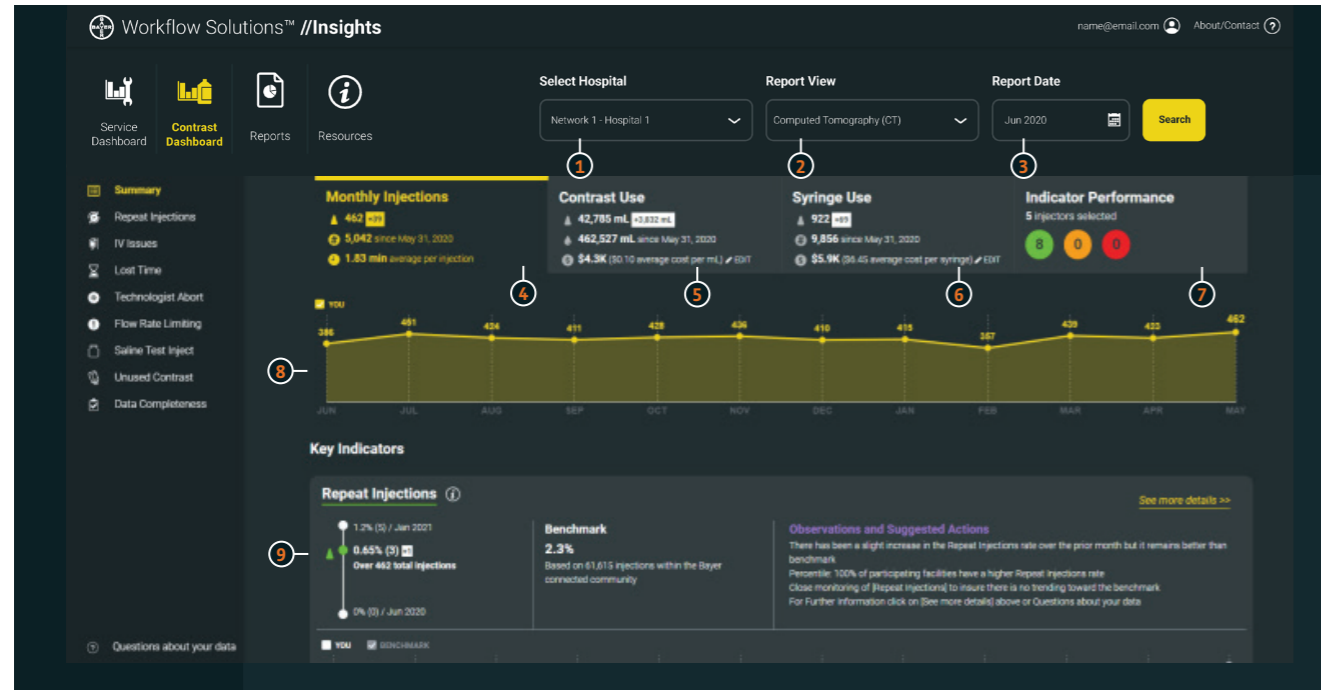 BAYER Workflow Solutions™ //Insights
name@email.com About/Contact ?
Service Dashboard
Contrast Dashboard
Reports
Resources
Select Hospital
Network 1 - Hospital 1
Report View
Computed Tomography (CT)
Report Date
Jun 2020
Search
1
2
3
Summary
Repeat Injections
IV Issues
Lost Time
Technologist Abort
Flow Rate Limiting
Saline Test Inject
Unused Contrast
Data Completeness
Questions about your data
Monthly Injections
462 +39
5,042 since May 31, 2020
1.83 min average per injection
4
Contrast Use
42,785 mL +3,832 mL
462,527 mL since May 31, 2020
$4.3K ($0.10 average cost per mL) EDIT
5
Syringe Use
922 +69
9,856 since May 31, 2020
$5.9K ($6.45 average cost per syringe) EDIT
6
Indicator Performance
5 injectors selected
8 0 0
7
YOU
8
386 451 424 411 428 436 410 415 357 439 423 462
JUN JUL AUG SEP OCT NOV DEC JAN FEB MAR APR MAY
Key Indicators
Repeat Injections
See more details >>
9
1.2% (5) / Jan 2021
0.65% (3)
Over 462 total injections
0% (0) / Jun 2020
Benchmark
2.3%
Based on 61,615 injections within the Bayer
connected community
Observations and Suggested Actions
There has been a slight increase in the Repeat Injections rate over the prior month but it remains better than
benchmark
Percentile: 100% of participating facilities have a higher Repeat Injections rate
Close monitoring of [Repeat Injections] to insure there is no trending toward the benchmark
For Further Information click on [See more details] above or Questions about your data
YOU BENCHMARK